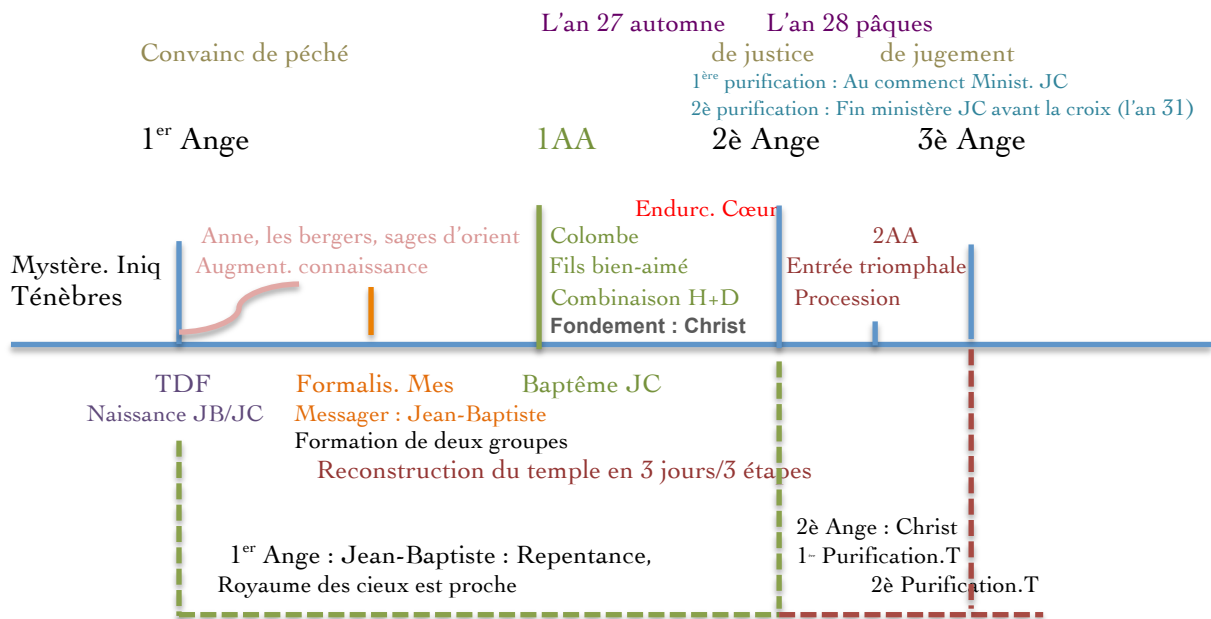 L'an 27 automne L'an 28 pâques
Convainc de péché de justice de jugement
1ère purification : Au commenct Minist. JC
2è purification : Fin ministère JC avant la croix (l'an 31)
1er Ange 1AA 2è Ange 3è Ange
Endurc. Cœur
Anne, les bergers, sages d'orient Colombe 2AA
Mystère. Iniq Augment. connaissance Fils bien-aimé Entrée triomphale
Ténèbres Combinaison H+D Procession
Fondement : Christ
TDF Formalis. Mes Baptême JC
Naissance JB/JC Messager : Jean-Baptiste
Formation de deux groupes
Reconstruction du temple en 3 jours/3 étapes
2è Ange : Christ
1er Ange : Jean-Baptiste : Repentance, 1- Purification.T
Royaume des cieux est proche 2è Purification.T